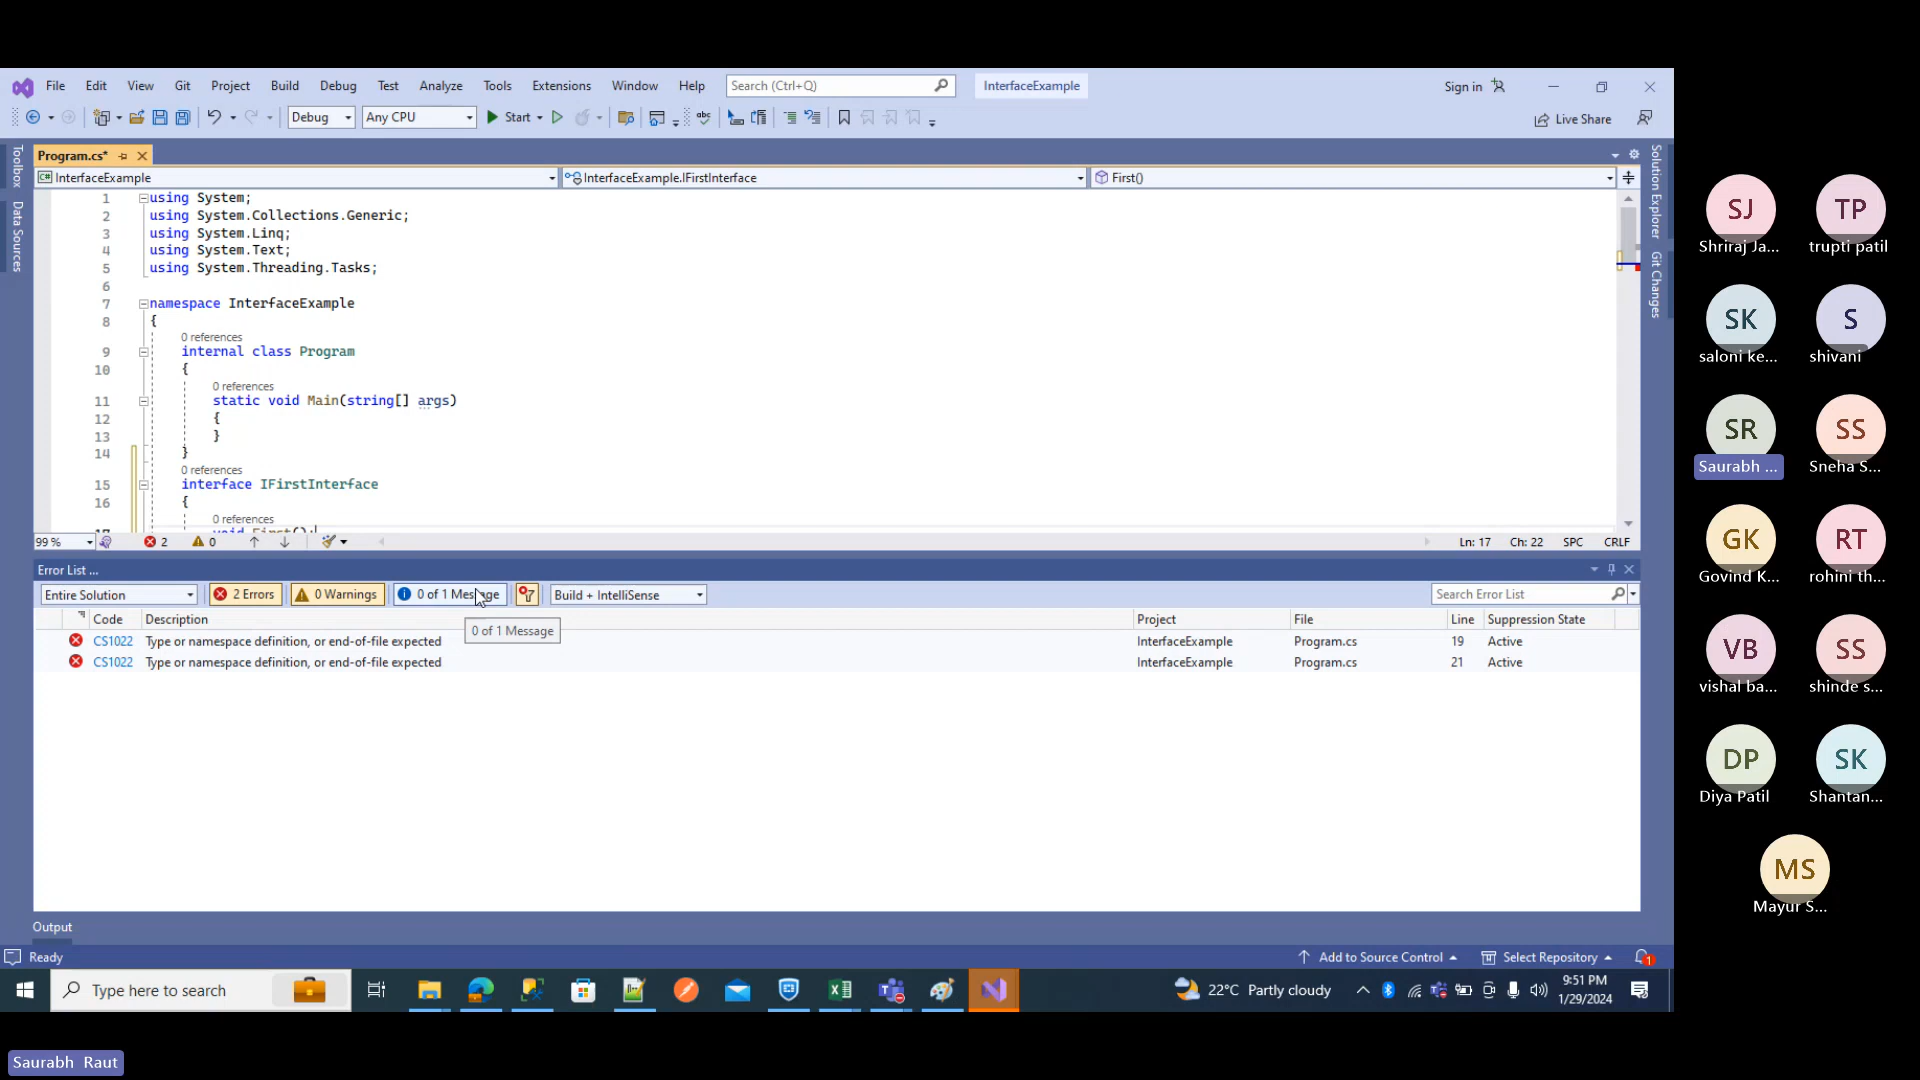 File Edit View Git Project Build Debug Test Analyze Tools Extensions Window Help Search (Ctrl+Q) InterfaceExample Sign in
Debug Any CPU Start Live Share
Program.cs*
InterfaceExample InterfaceExample.IFirstInterface First()
Toolbox
Data Sources
Solution Explorer
Git Changes
1 using System;
2 using System.Collections.Generic;
3 using System.Linq;
4 using System.Text;
5 using System.Threading.Tasks;
6
7 namespace InterfaceExample
8 {
0 references
9 internal class Program
10 {
0 references
11 static void Main(string[] args)
12 {
13 }
14 }
0 references
15 interface IFirstInterface
16 {
0 references
17 void First();
99 % 2 0 Ln: 17 Ch: 22 SPC CRLF
Error List ...
Entire Solution 2 Errors 0 Warnings 0 of 1 Message Build + IntelliSense Search Error List
Code Description Project File Line Suppression State
0 of 1 Message
CS1022 Type or namespace definition, or end-of-file expected InterfaceExample Program.cs 19 Active
CS1022 Type or namespace definition, or end-of-file expected InterfaceExample Program.cs 21 Active
Output
Ready Add to Source Control Select Repository 1
Type here to search 22°C Partly cloudy 9:51 PM
1/29/2024
SJ TP
Shriraj Ja... trupti patil
SK S
saloni ke... shivani
SR SS
Saurabh ... Sneha S...
GK RT
Govind K... rohini th...
VB SS
vishal ba... shinde s...
DP SK
Diya Patil Shantan...
MS
Mayur S...
Saurabh Raut